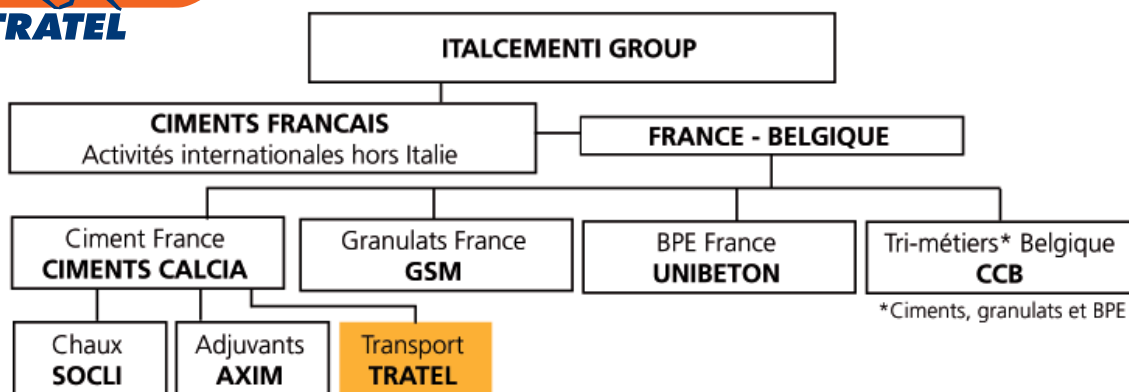 TRATEL
ITALCEMENTI GROUP
CIMENTS FRANCAIS
Activités internationales hors Italie
FRANCE - BELGIQUE
Ciment France
CIMENTS CALCIA
Granulats France
GSM
BPE France
UNIBETON
Tri-métiers* Belgique
CCB
*Ciments, granulats et BPE
Chaux
SOCLI
Adjuvants
AXIM
Transport
TRATEL